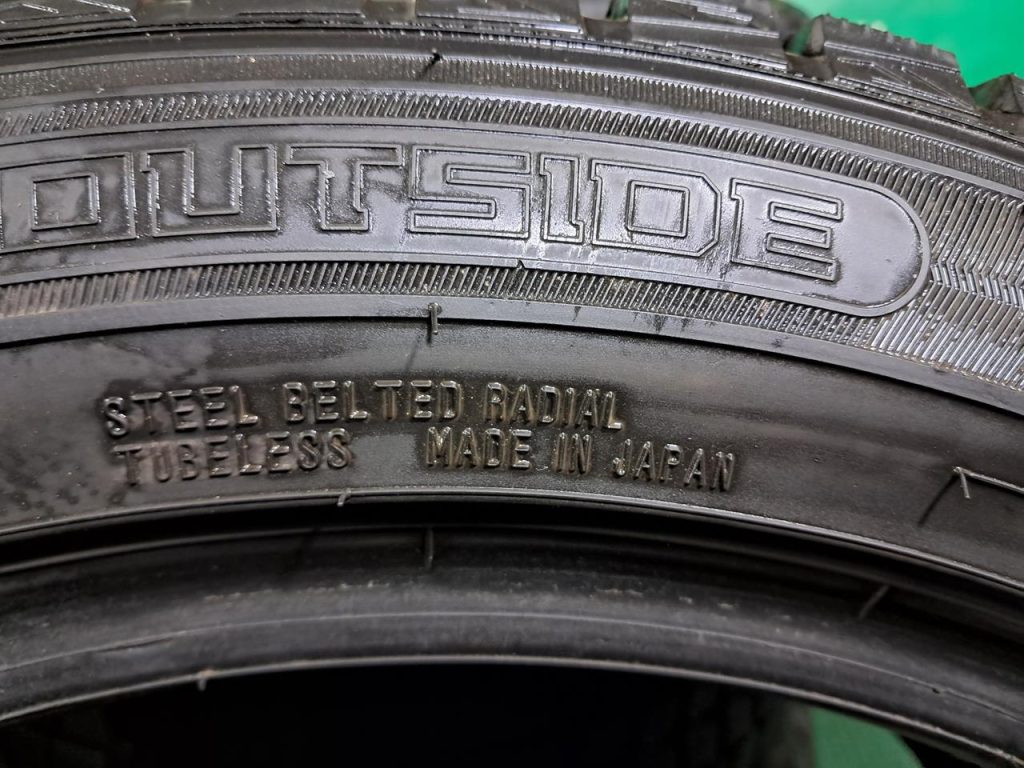 OUTSIDE
STEEL BELTED RADIAL
TUBELESS MADE IN JAPAN